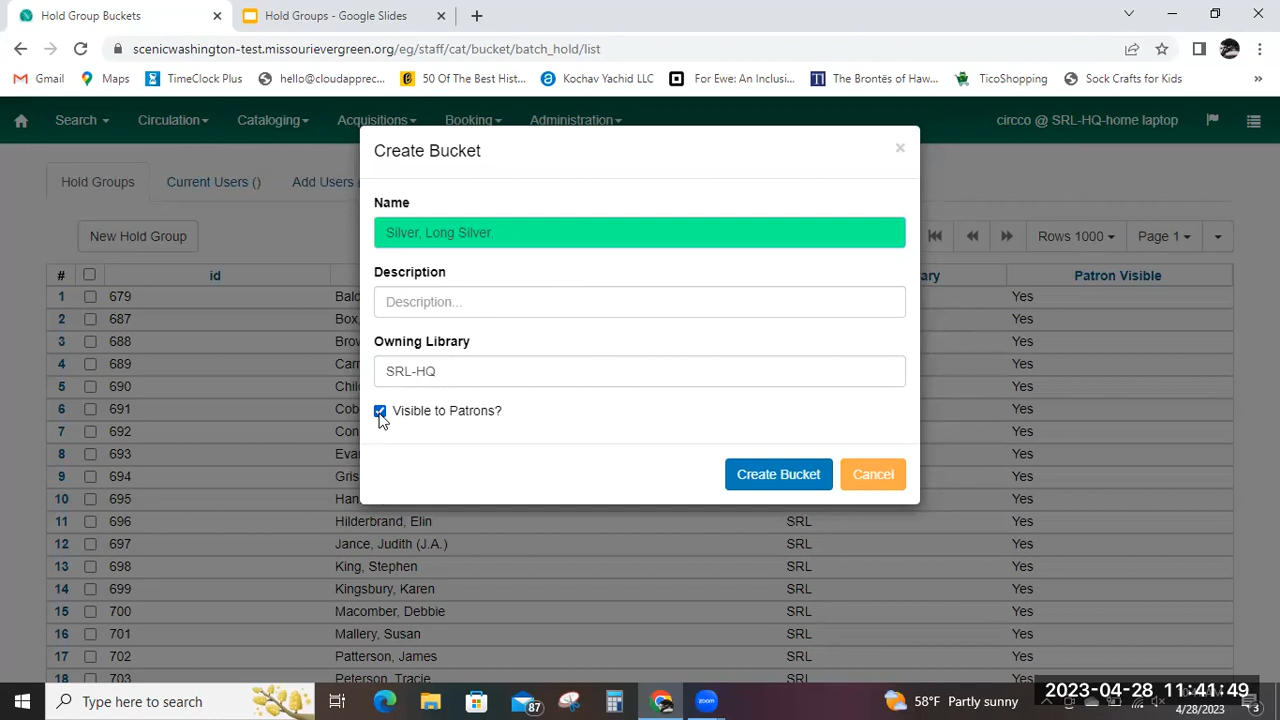 Hold Group Buckets
Hold Groups - Google Slides
scenicwashington-test.missourievergreen.org/eg/staff/cat/bucket/batch_hold/list
Gmail Maps TimeClock Plus hello@cloudapprec... 50 Of The Best Hist... Kochav Yachid LLC For Ewe: An Inclusi... The Brontës of Haw... TicoShopping Sock Crafts for Kids »
Search Circulation Cataloging Acquisitions Booking Administration circco @ SRL-HQ-home laptop
Create Bucket ×
Hold Groups Current Users () Add Users
Name
Silver, Long Silver
New Hold Group Rows 1000 Page 1
Description
# id Patron Visible
1 679 Yes
Description...
2 687 Box, Yes
3 688 Yes
Owning Library
4 689 Yes
SRL-HQ
5 690 Yes
6 691 Yes
Visible to Patrons?
7 692 Yes
8 693 Yes
Create Bucket Cancel
9 694 Yes
10 695 Yes
11 696 Hilderbrand, Elin SRL Yes
12 697 Jance, Judith (J.A.) SRL Yes
13 698 King, Stephen SRL Yes
14 699 Kingsbury, Karen SRL Yes
15 700 Macomber, Debbie SRL Yes
16 701 Mallery, Susan SRL Yes
17 702 Patterson, James SRL Yes
18 703 Peterson, Tracie SRL Yes
Type here to search 87 zoom 58°F Partly sunny 2023-04-28 11:41:49
4/28/2023 3